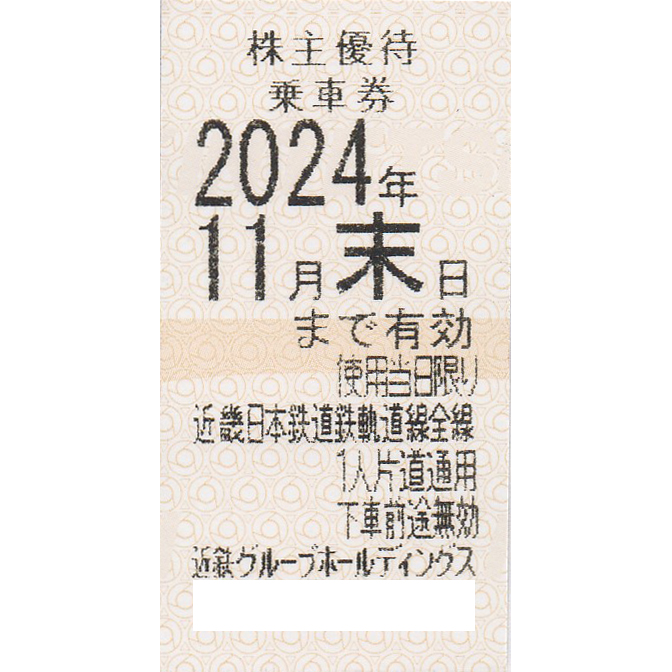 株主優待
乗車券
2024年
11月末日
まで有効
使用当日限り
近畿日本鉄道鉄軌道線全線
1人片道通用
下車前途無効
近鉄グループホールディングス